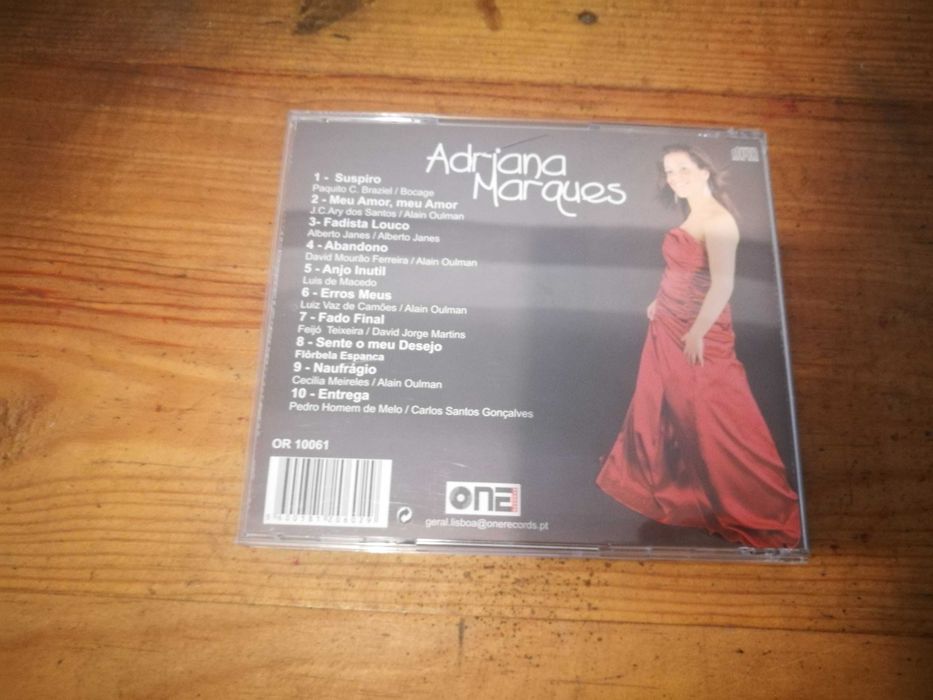 Adriana
Marques
1 - Suspiro
Paquito C. Braziel / Bocage
2 - Meu Amor, meu Amor
J.C.Ary dos Santos / Alain Oulman
3- Fadista Louco
Alberto Janes / Alberto Janes
4 - Abandono
David Mourão Ferreira / Alain Oulman
5 - Anjo Inutil
Luis de Macedo
6 - Erros Meus
Luiz Vaz de Camões / Alain Oulman
7 - Fado Final
Feijó Teixeira / David Jorge Martins
8 - Sente o meu Desejo
Flôrbela Espanca
9 - Naufrágio
Cecilia Meireles / Alain Oulman
10 - Entrega
Pedro Homem de Melo / Carlos Santos Gonçalves
OR 10061
one
geral.lisboa@onerecords.pt